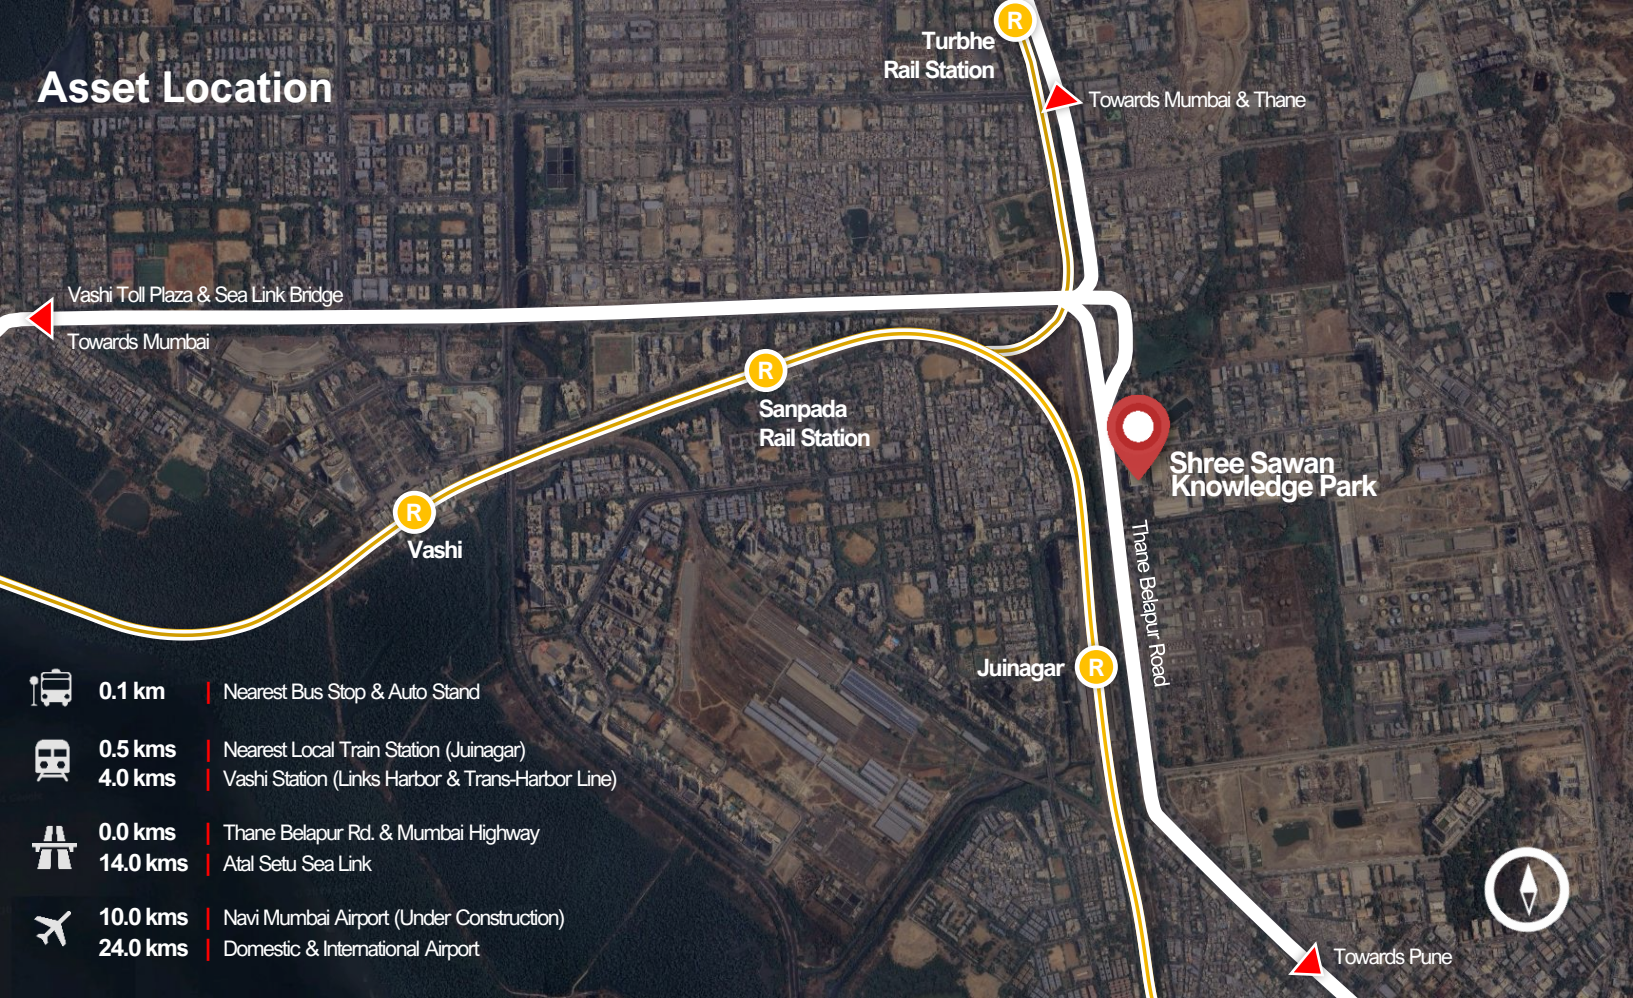 R
Turbhe
Rail Station
Asset Location
Towards Mumbai & Thane
Vashi Toll Plaza & Sea Link Bridge
Towards Mumbai
R
Sanpada
Rail Station
Shree Sawan
Knowledge Park
R
Vashi
Thane Belapur Road
Juinagar
R
0.1 km | Nearest Bus Stop & Auto Stand
0.5 kms | Nearest Local Train Station (Juinagar)
4.0 kms | Vashi Station (Links Harbor & Trans-Harbor Line)
0.0 kms | Thane Belapur Rd. & Mumbai Highway
14.0 kms | Atal Setu Sea Link
10.0 kms | Navi Mumbai Airport (Under Construction)
24.0 kms | Domestic & International Airport
Towards Pune